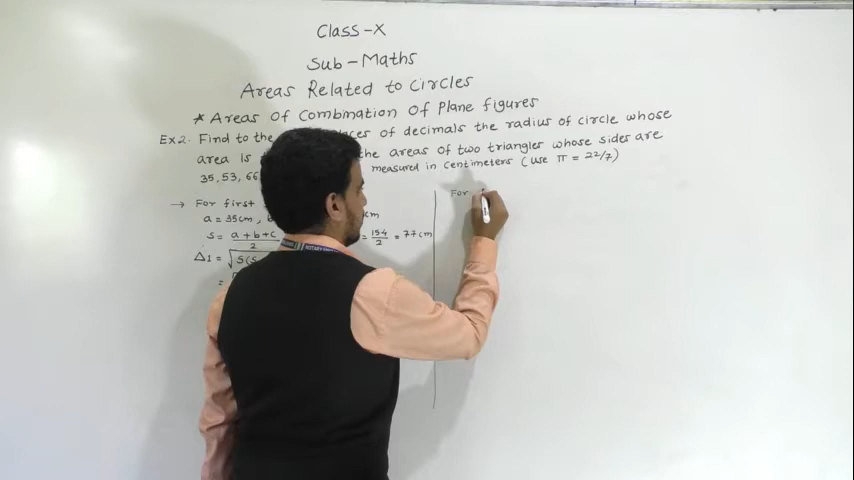 Class-X
Sub-Maths
Areas Related to Circles
* Areas Of Combination Of Plane figures
Ex2. Find to the of decimals the radius of circle whose
area is the areas of two triangles whose sides are
35, 53, 66 measured in Centimeters (use π = 22/7)
→ For first
a = 35cm, cm
S = a+b+c/2 = 154/2 = 77 cm
Δ1 = √S(S
=
For